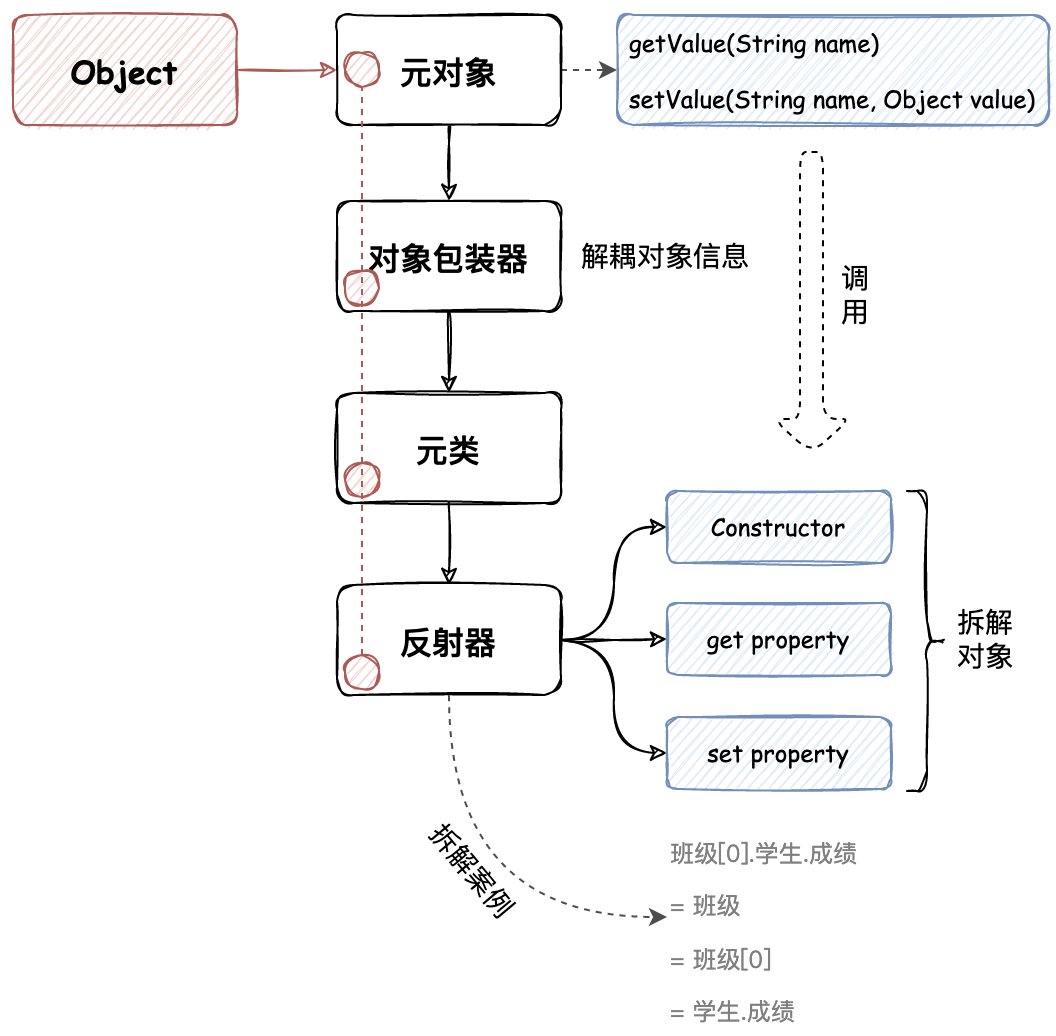 Object
元对象
getValue(String name)
setValue(String name, Object value)
对象包装器
解耦对象信息
调
用
元类
Constructor
反射器
get property
拆解
对象
set property
拆解案例
班级[0].学生.成绩
= 班级
= 班级[0]
= 学生.成绩